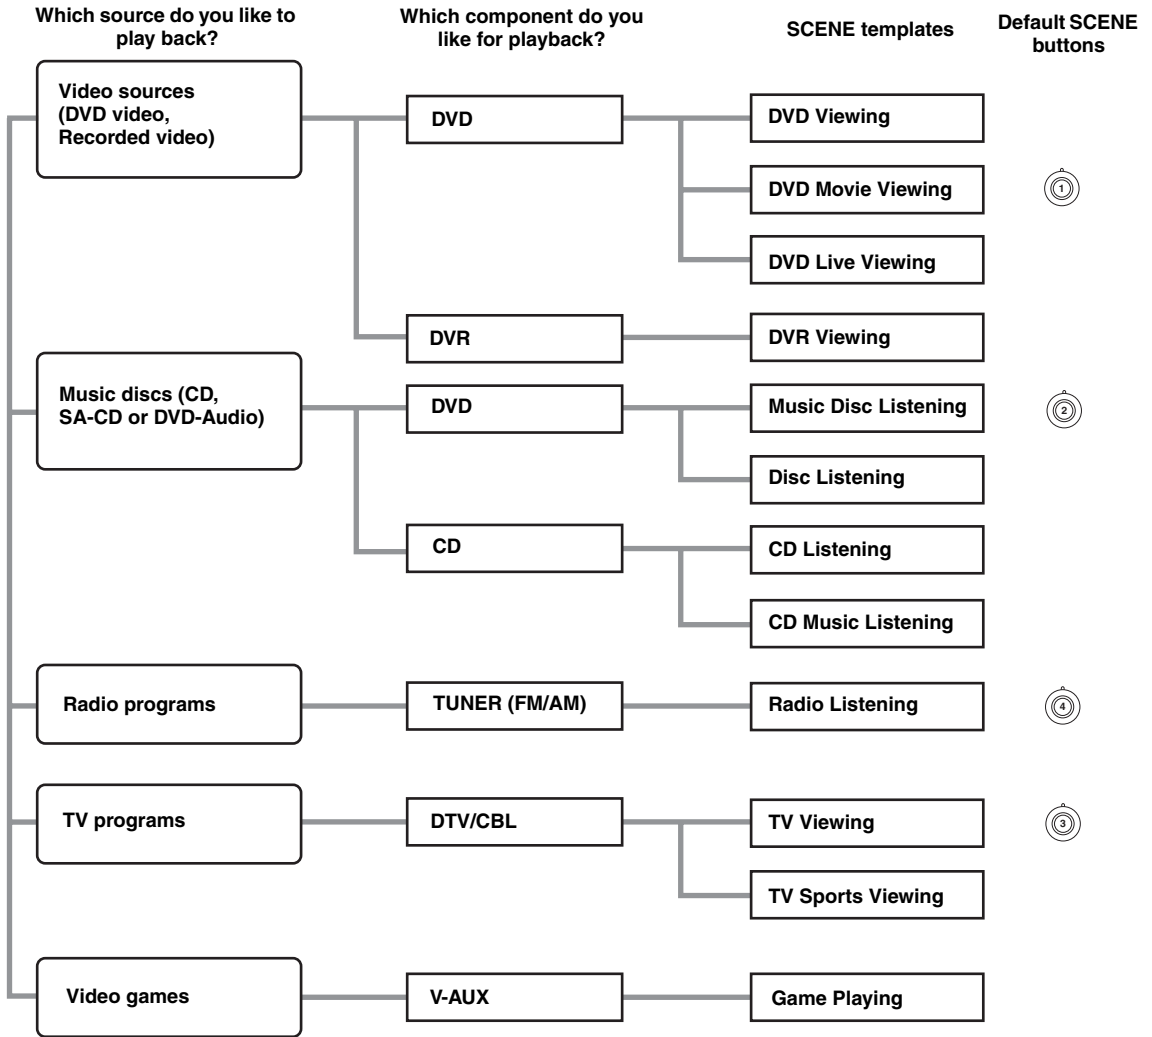 Which source do you like to
play back?
Which component do you
like for playback?
SCENE templates
Default SCENE
buttons
Video sources
(DVD video,
Recorded video)
DVD
DVD Viewing
DVD Movie Viewing
1
DVD Live Viewing
DVR
DVR Viewing
Music discs (CD,
SA-CD or DVD-Audio)
DVD
Music Disc Listening
2
Disc Listening
CD
CD Listening
CD Music Listening
Radio programs
TUNER (FM/AM)
Radio Listening
4
TV programs
DTV/CBL
TV Viewing
3
TV Sports Viewing
Video games
V-AUX
Game Playing